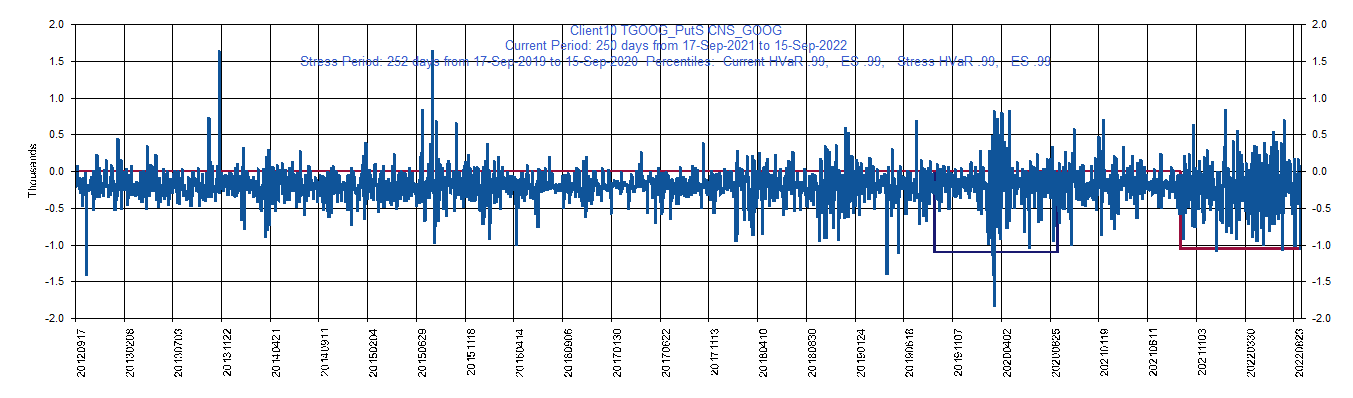 Client10 TGOOG_PutS CNS_GOOG
Current Period: 250 days from 17-Sep-2021 to 15-Sep-2022
Stress Period: 252 days from 17-Sep-2019 to 15-Sep-2020 Percentiles: Current HVaR .99, ES .99, Stress HVaR .99, ES .99
2.0 2.0
1.5 1.5
1.0 1.0
0.5 0.5
0.0 0.0
-0.5 -0.5
-1.0 -1.0
-1.5 -1.5
-2.0 -2.0
Thousands
20120917 20130208 20130703 20131122 20140421 20140911 20150204 20150629 20151118 20160414 20160906 20170130 20170622 20171113 20180410 20180830 20190124 20190618 20191107 20200402 20200825 20210119 20210611 20211103 20220330 20220823